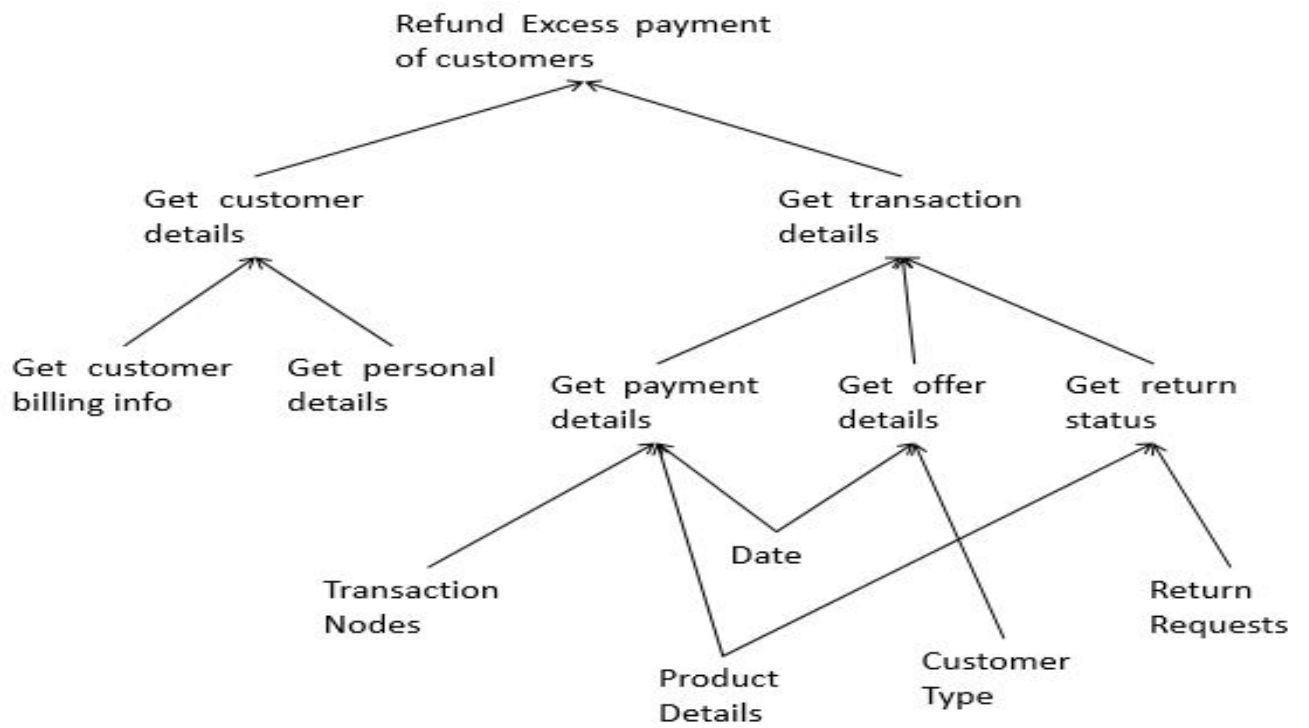 Refund Excess payment
of customers
Get customer
details
Get transaction
details
Get customer
billing info
Get personal
details
Get payment
details
Get offer
details
Get return
status
Date
Transaction
Nodes
Return
Requests
Product
Details
Customer
Type